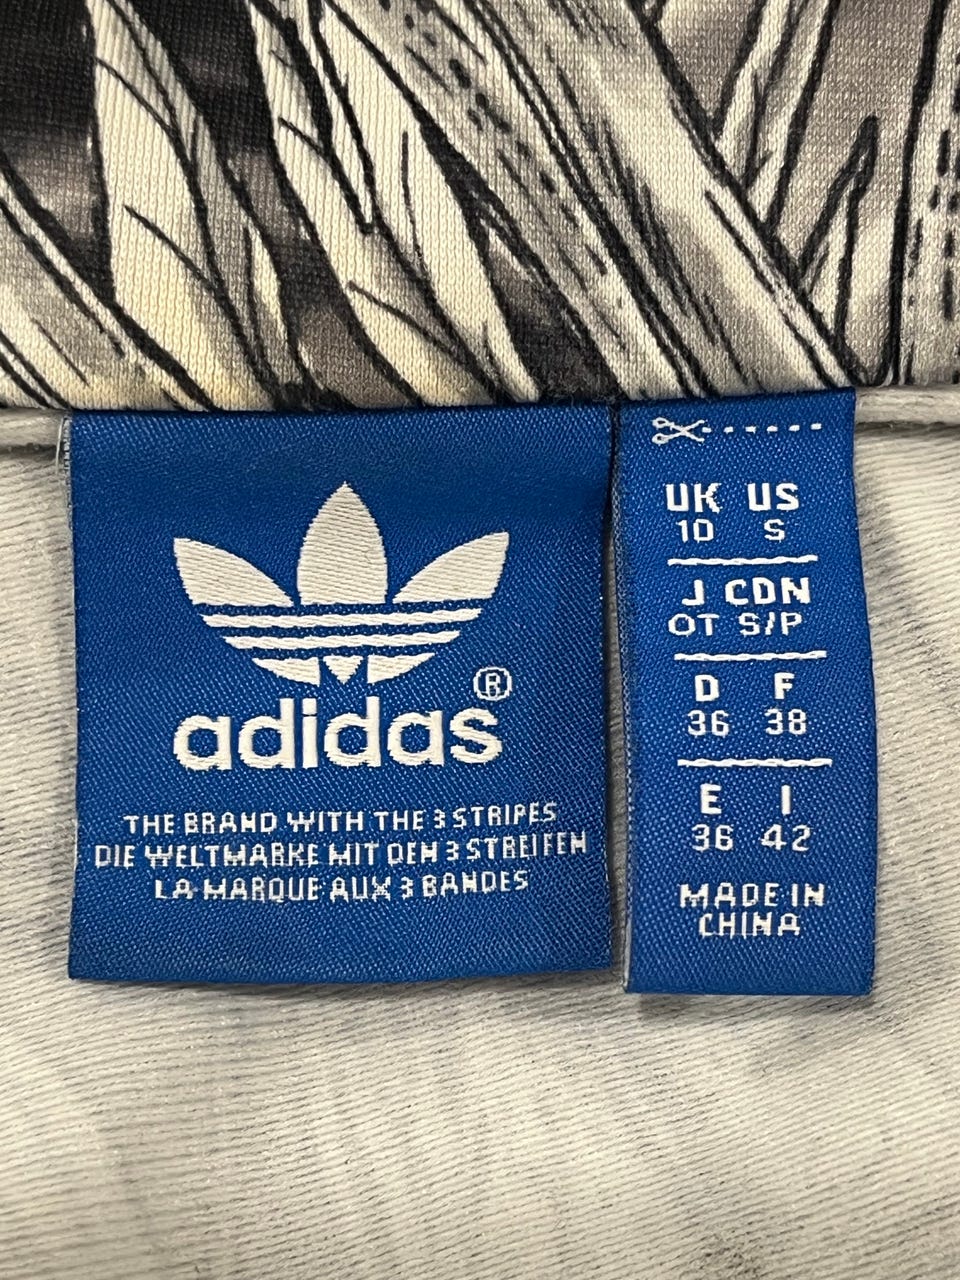 adidas®
THE BRAND WITH THE 3 STRIPES
DIE WELTMARKE MIT DEN 3 STREIFEN
LA MARQUE AUX 3 BANDES
UK US
10 S
J CDN
OT S/P
D F
36 38
E I
36 42
MADE IN
CHINA